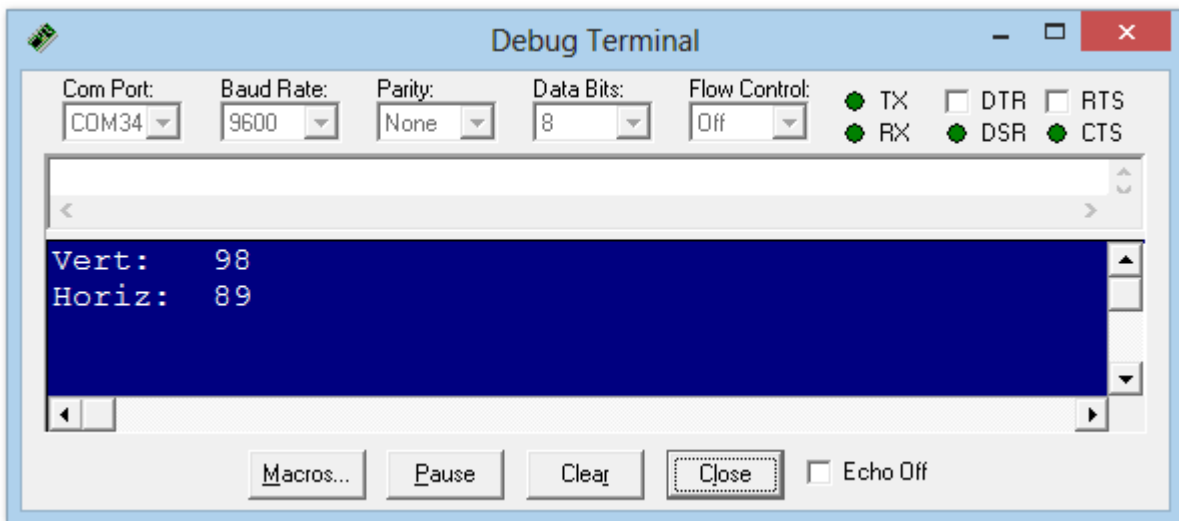 Debug Terminal
Com Port: Baud Rate: Parity: Data Bits: Flow Control:
COM34 9600 None 8 Off
TX DTR RTS
RX DSR CTS
Vert: 98
Horiz: 89
Macros... Pause Clear Close Echo Off